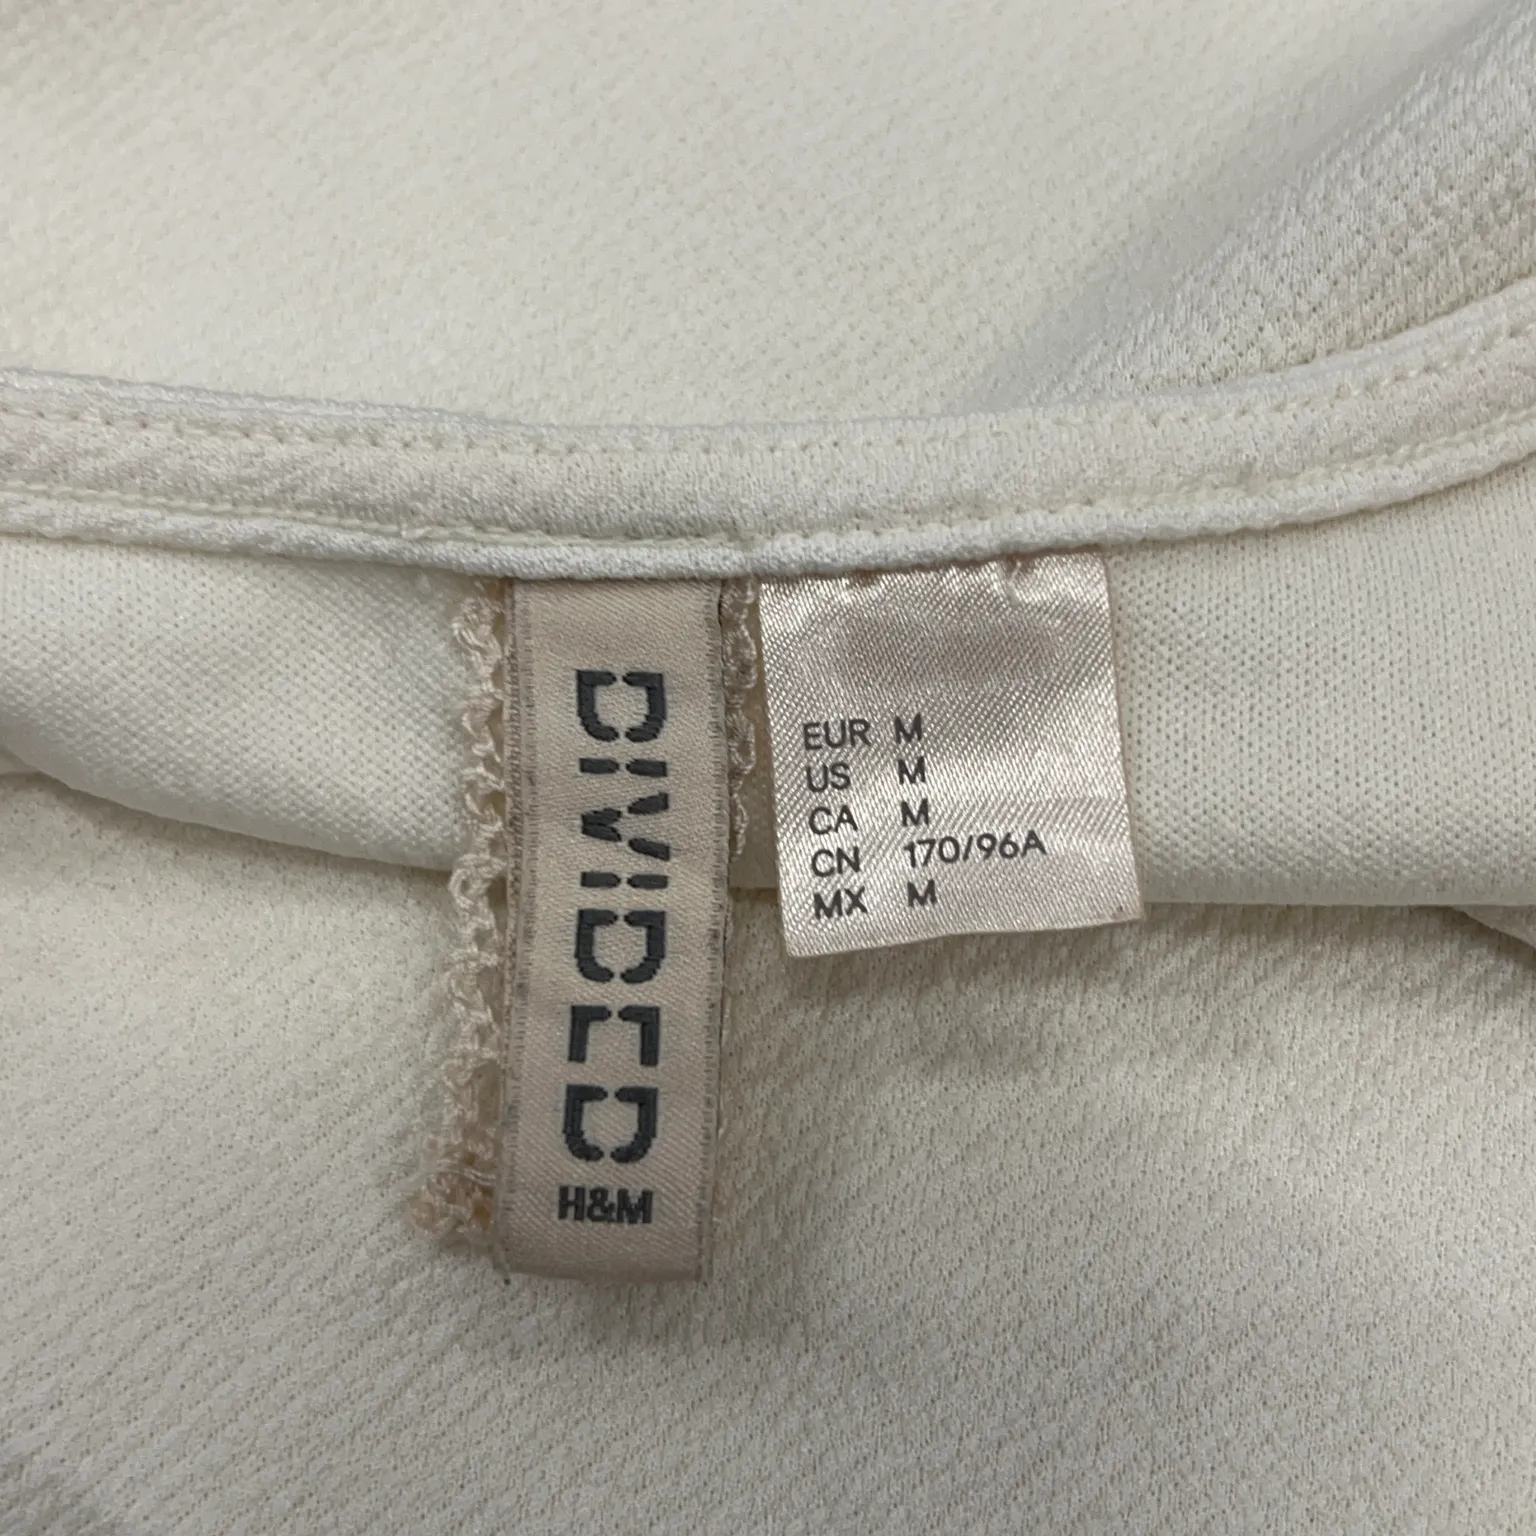 DIVIDED
H&M
EUR M
US M
CA M
CN 170/96A
MX M